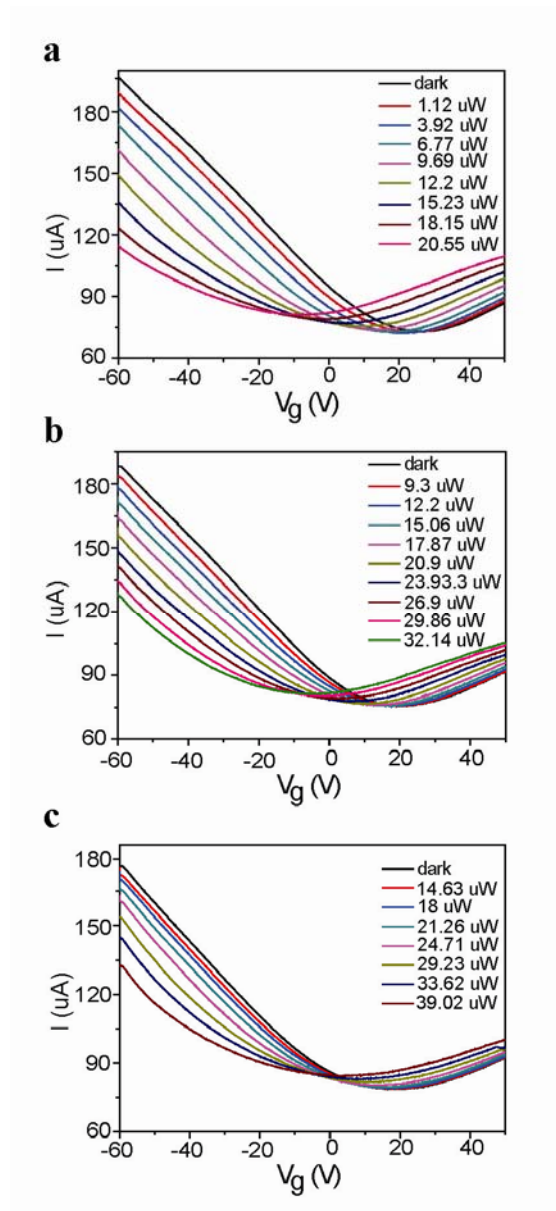 a
I (uA)
180
150
120
90
60
dark
1.12 uW
3.92 uW
6.77 uW
9.69 uW
12.2 uW
15.23 uW
18.15 uW
20.55 uW
-60 -40 -20 0 20 40
Vg (V)
b
I (uA)
180
150
120
90
60
dark
9.3 uW
12.2 uW
15.06 uW
17.87 uW
20.9 uW
23.93.3 uW
26.9 uW
29.86 uW
32.14 uW
-60 -40 -20 0 20 40
Vg (V)
c
I (uA)
180
150
120
90
60
dark
14.63 uW
18 uW
21.26 uW
24.71 uW
29.23 uW
33.62 uW
39.02 uW
-60 -40 -20 0 20 40
Vg (V)